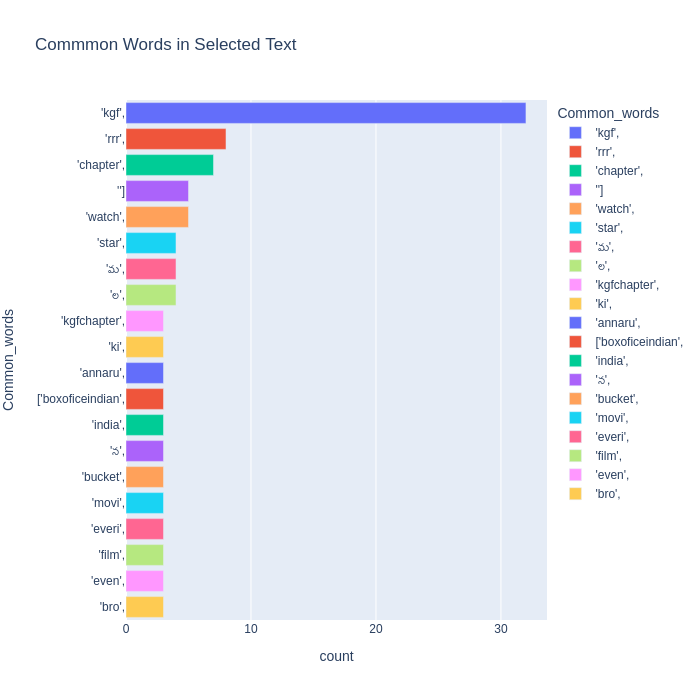 Commmon Words in Selected Text
Common_words
'kgf',
'rrr',
'chapter',
'']
'watch',
'star',
'మ',
'ల',
'kgfchapter',
'ki',
'annaru',
['boxoficeindian',
'india',
'న',
'bucket',
'movi',
'everi',
'film',
'even',
'bro',
0 10 20 30
count
Common_words
'kgf',
'rrr',
'chapter',
'']
'watch',
'star',
'మ',
'ల',
'kgfchapter',
'ki',
'annaru',
['boxoficeindian',
'india',
'న',
'bucket',
'movi',
'everi',
'film',
'even',
'bro',